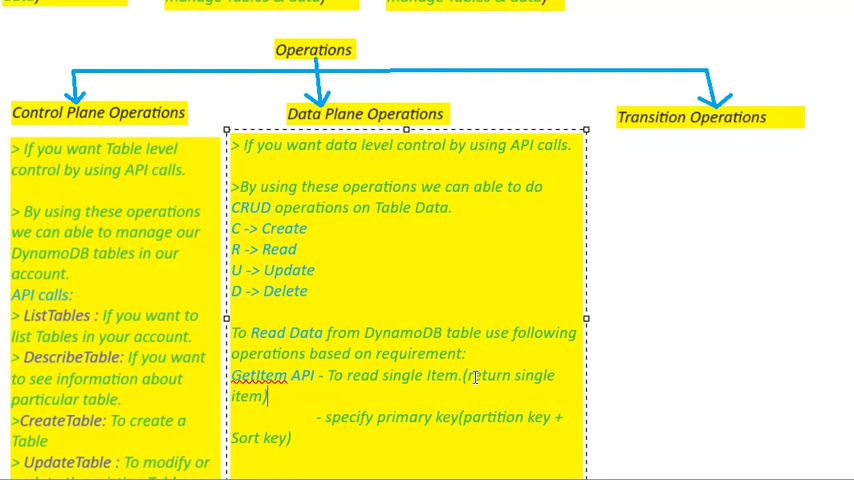 manage Tables & data)
manage Tables & data)
Operations
Control Plane Operations
Data Plane Operations
Transition Operations
> If you want Table level
control by using API calls.
> By using these operations
we can able to manage our
DynamoDB tables in our
account.
API calls:
> ListTables : If you want to
list Tables in your account.
> DescribeTable: If you want
to see information about
particular table.
>CreateTable: To create a
Table
> UpdateTable : To modify or
> If you want data level control by using API calls.
>By using these operations we can able to do
CRUD operations on Table Data.
C -> Create
R -> Read
U -> Update
D -> Delete
To Read Data from DynamoDB table use following
operations based on requirement:
GetItem API - To read single Item.(return single
item)
- specify primary key(partition key +
Sort key)